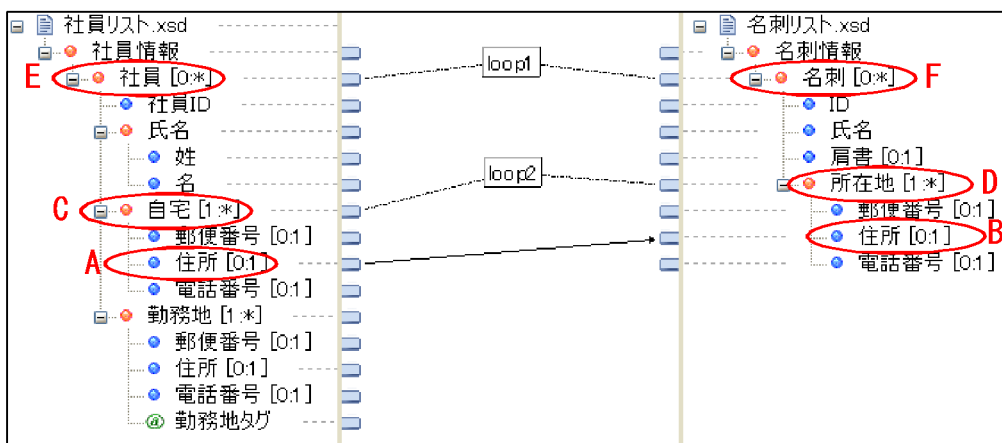 社員リスト.xsd
社員情報
E 社員 [0:*]
社員ID
氏名
姓
名
C 自宅 [1:*]
郵便番号 [0:1]
A 住所 [0:1]
電話番号 [0:1]
勤務地 [1:*]
郵便番号 [0:1]
住所 [0:1]
電話番号 [0:1]
@ 勤務地タグ
loop1
loop2
名刺リスト.xsd
名刺情報
名刺 [0:*] F
ID
氏名
肩書 [0:1]
所在地 [1:*] D
郵便番号 [0:1]
住所 [0:1] B
電話番号 [0:1]